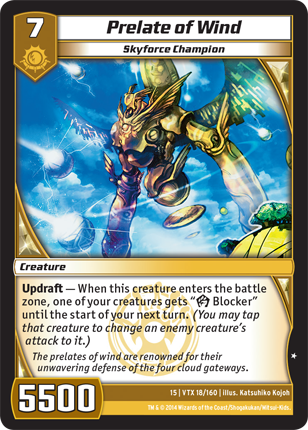 7
Prelate of Wind
Skyforce Champion
Creature
Updraft — When this creature enters the battle
zone, one of your creatures gets “ Blocker”
until the start of your next turn. (You may tap
that creature to change an enemy creature’s
attack to it.)
The prelates of wind are renowned for their
unwavering defense of the four cloud gateways.
5500
15 | VTX 18/160 | illus. Katsuhiko Kojoh
TM & © 2014 Wizards of the Coast/Shogakukan/Mitsui-Kids.